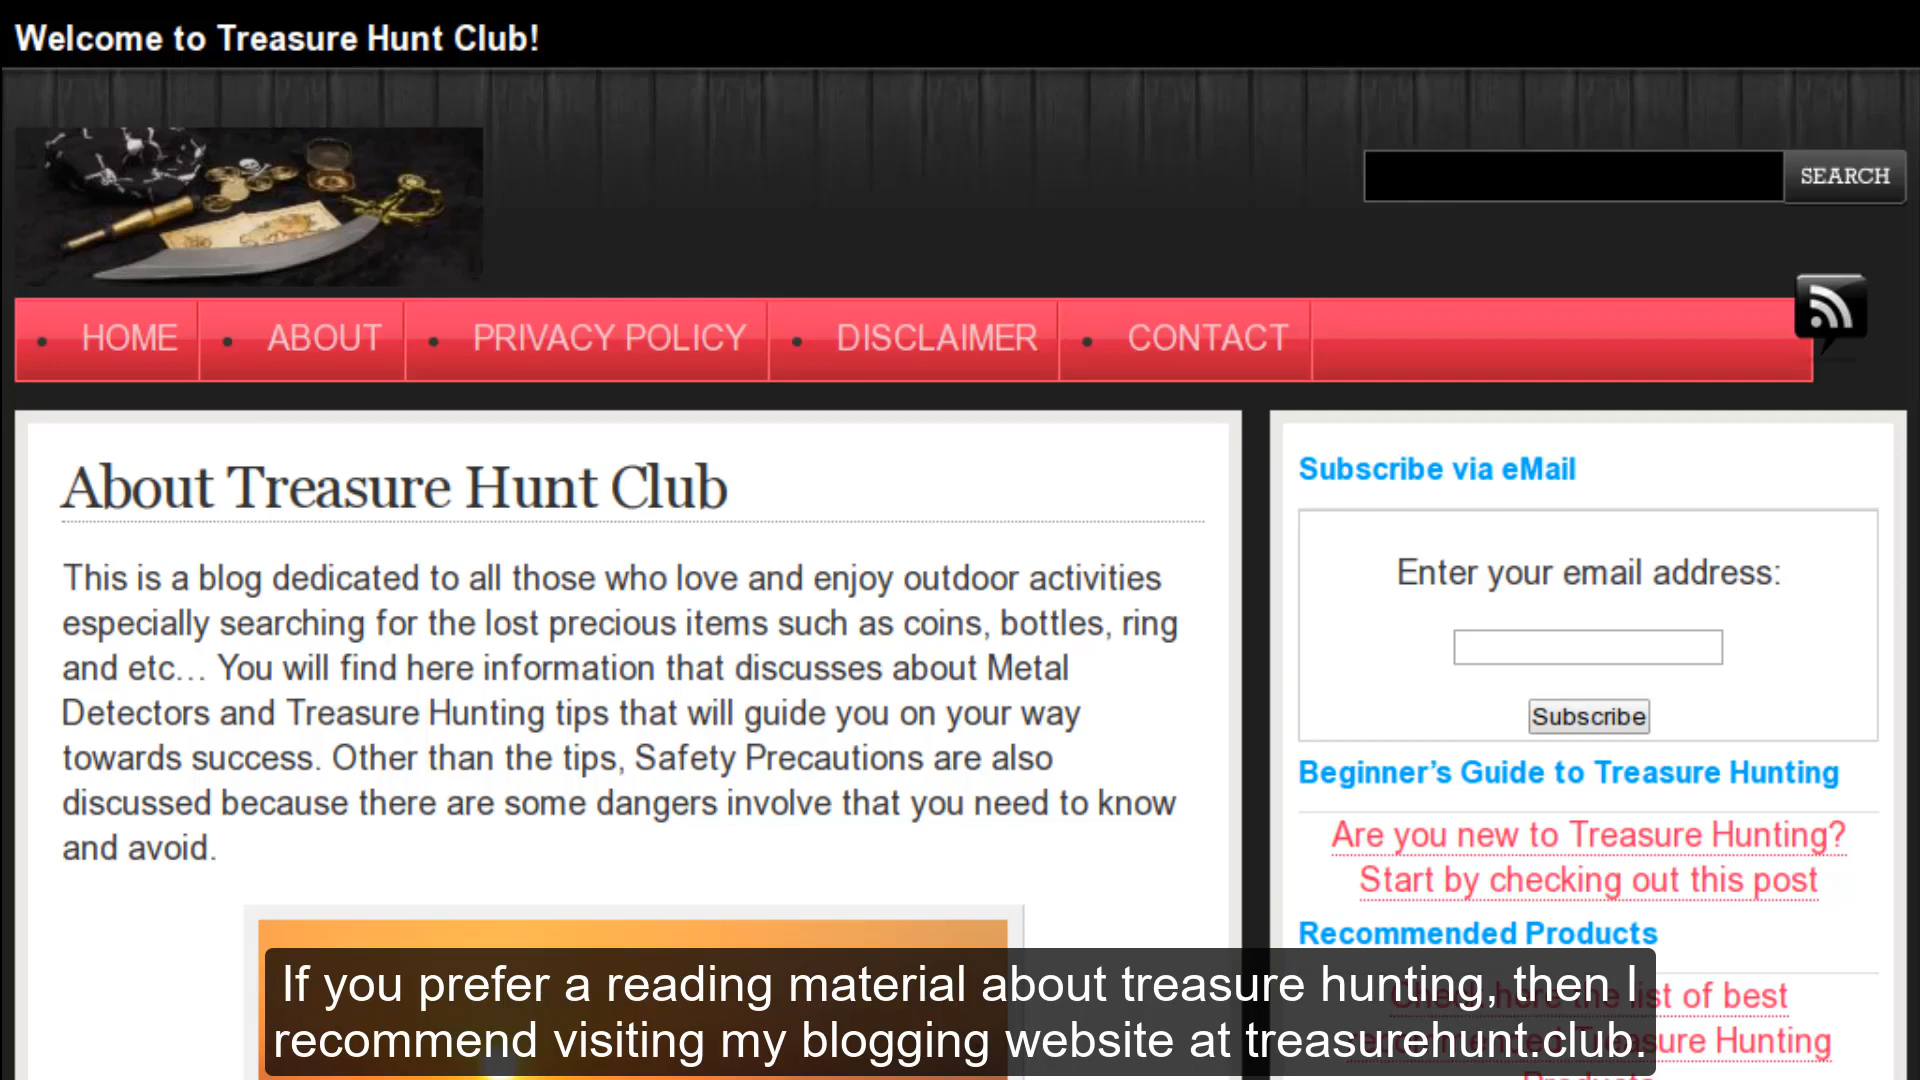 Welcome to Treasure Hunt Club!
SEARCH
HOME
ABOUT
PRIVACY POLICY
DISCLAIMER
CONTACT
About Treasure Hunt Club
This is a blog dedicated to all those who love and enjoy outdoor activities
especially searching for the lost precious items such as coins, bottles, ring
and etc… You will find here information that discusses about Metal
Detectors and Treasure Hunting tips that will guide you on your way
towards success. Other than the tips, Safety Precautions are also
discussed because there are some dangers involve that you need to know
and avoid.
Subscribe via eMail
Enter your email address:
Subscribe
Beginner’s Guide to Treasure Hunting
Are you new to Treasure Hunting?
Start by checking out this post
Recommended Products
Check here the list of best
recommended Treasure Hunting
Products
If you prefer a reading material about treasure hunting, then I
recommend visiting my blogging website at treasurehunt.club.